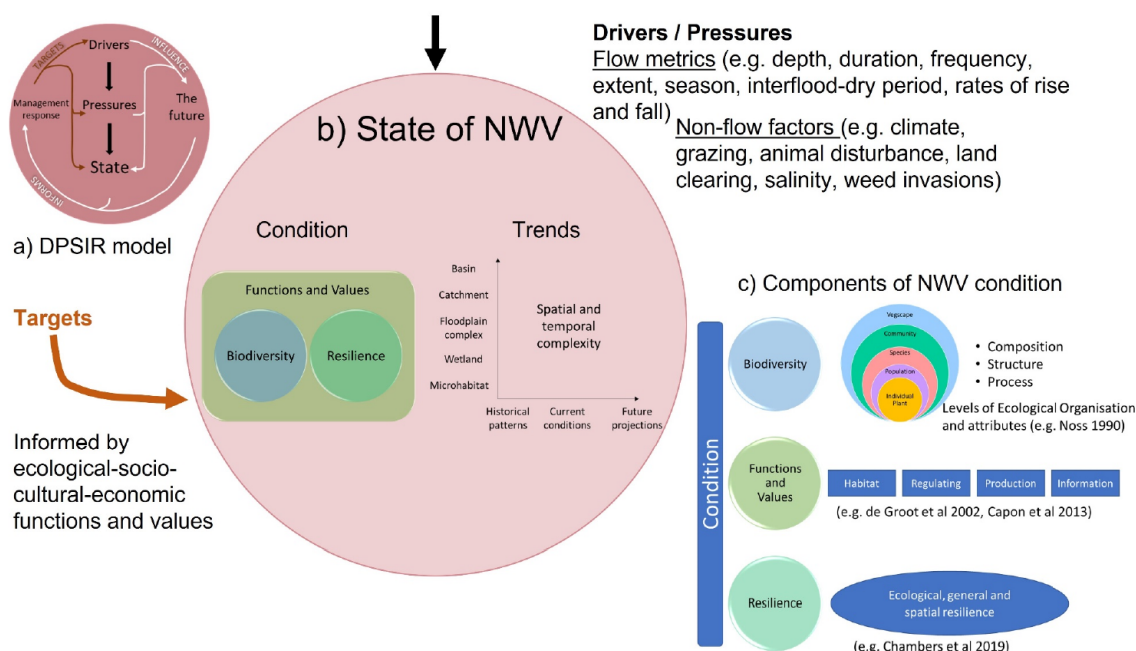 TARGETS
Drivers
INFLUENCE
Management
response
Pressures
The
future
State
INFORMS
a) DPSIR model
Targets
Informed by
ecological-socio-
cultural-economic
functions and values
b) State of NWV
Condition
Functions and Values
Biodiversity
Resilience
Trends
Basin
Catchment
Floodplain
complex
Wetland
Microhabitat
Spatial and
temporal
complexity
Historical
patterns
Current
conditions
Future
projections
Drivers / Pressures
Flow metrics (e.g. depth, duration, frequency,
extent, season, interflood-dry period, rates of rise
and fall)
Non-flow factors (e.g. climate,
grazing, animal disturbance, land
clearing, salinity, weed invasions)
c) Components of NWV condition
Condition
Biodiversity
Vegscape
Community
Species
Population
Individual
Plant
• Composition
• Structure
• Process
Levels of Ecological Organisation
and attributes (e.g. Noss 1990)
Functions
and
Values
Habitat
Regulating
Production
Information
(e.g. de Groot et al 2002, Capon et al 2013)
Resilience
Ecological, general and
spatial resilience
(e.g. Chambers et al 2019)